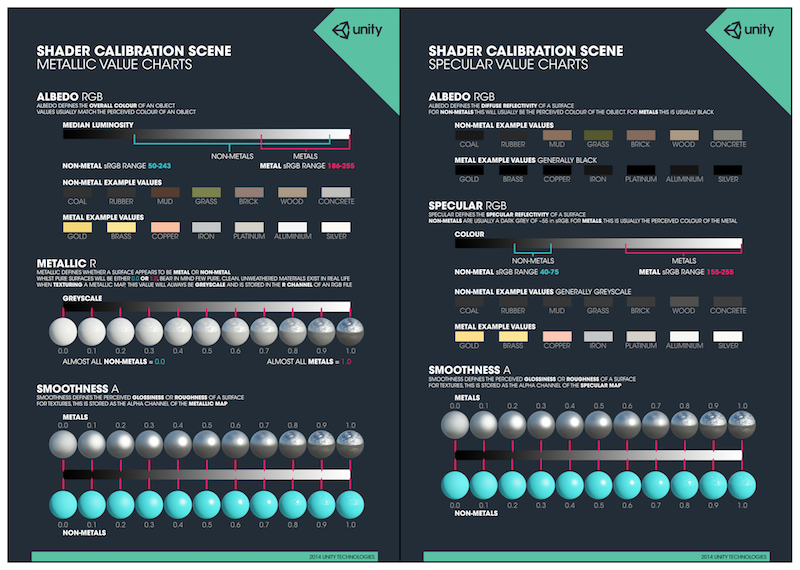 unity
SHADER CALIBRATION SCENE
METALLIC VALUE CHARTS
ALBEDO RGB
ALBEDO DEFINES THE OVERALL COLOUR OF AN OBJECT
VALUES USUALLY MATCH THE PERCEIVED COLOUR OF AN OBJECT
MEDIAN LUMINOSITY
NON-METALS METALS
NON-METAL sRGB RANGE 50-243 METAL sRGB RANGE 186-255
NON-METAL EXAMPLE VALUES
COAL RUBBER MUD GRASS BRICK WOOD CONCRETE
METAL EXAMPLE VALUES
GOLD BRASS COPPER IRON PLATINUM ALUMINIUM SILVER
METALLIC R
METALLIC DEFINES WHETHER A SURFACE APPEARS TO BE METAL OR NON-METAL
WHILST PURE SURFACES WILL BE EITHER 0.0 OR 1.0, BEAR IN MIND FEW PURE, CLEAN, UNWEATHERED MATERIALS EXIST IN REAL LIFE
WHEN TEXTURING A METALLIC MAP, THIS VALUE WILL ALWAYS BE GREYSCALE AND IS STORED IN THE R CHANNEL OF AN RGB FILE
GREYSCALE
0.0 0.1 0.2 0.3 0.4 0.5 0.6 0.7 0.8 0.9 1.0
ALMOST ALL NON-METALS = 0.0 ALMOST ALL METALS = 1.0
SMOOTHNESS A
SMOOTHNESS DEFINES THE PERCEIVED GLOSSINESS OR ROUGHNESS OF A SURFACE
FOR TEXTURES, THIS IS STORED AS THE ALPHA CHANNEL OF THE METALLIC MAP
METALS
0.0 0.1 0.2 0.3 0.4 0.5 0.6 0.7 0.8 0.9 1.0
0.0 0.1 0.2 0.3 0.4 0.5 0.6 0.7 0.8 0.9 1.0
NON-METALS
2014 UNITY TECHNOLOGIES
unity
SHADER CALIBRATION SCENE
SPECULAR VALUE CHARTS
ALBEDO RGB
ALBEDO DEFINES THE DIFFUSE REFLECTIVITY OF A SURFACE
FOR NON-METALS THIS WILL USUALLY BE THE PERCEIVED COLOUR OF THE OBJECT. FOR METALS THIS IS USUALLY BLACK
NON-METAL EXAMPLE VALUES
COAL RUBBER MUD GRASS BRICK WOOD CONCRETE
METAL EXAMPLE VALUES GENERALLY BLACK
GOLD BRASS COPPER IRON PLATINUM ALUMINIUM SILVER
SPECULAR RGB
SPECULAR DEFINES THE SPECULAR REFLECTIVITY OF A SURFACE
NON-METALS ARE USUALLY A DARK GREY OF ~55 IN sRGB. FOR METALS, THIS IS USUALLY THE PERCEIVED COLOUR OF THE METAL
COLOUR
NON-METALS METALS
NON-METAL sRGB RANGE 40-75 METAL sRGB RANGE 155-255
NON-METAL EXAMPLE VALUES GENERALLY GREYSCALE
COAL RUBBER MUD GRASS BRICK WOOD CONCRETE
METAL EXAMPLE VALUES
GOLD BRASS COPPER IRON PLATINUM ALUMINIUM SILVER
SMOOTHNESS A
SMOOTHNESS DEFINES THE PERCEIVED GLOSSINESS OR ROUGHNESS OF A SURFACE
FOR TEXTURES, THIS IS STORED AS THE ALPHA CHANNEL OF THE SPECULAR MAP
METALS
0.0 0.1 0.2 0.3 0.4 0.5 0.6 0.7 0.8 0.9 1.0
0.0 0.1 0.2 0.3 0.4 0.5 0.6 0.7 0.8 0.9 1.0
NON-METALS
2014 UNITY TECHNOLOGIES